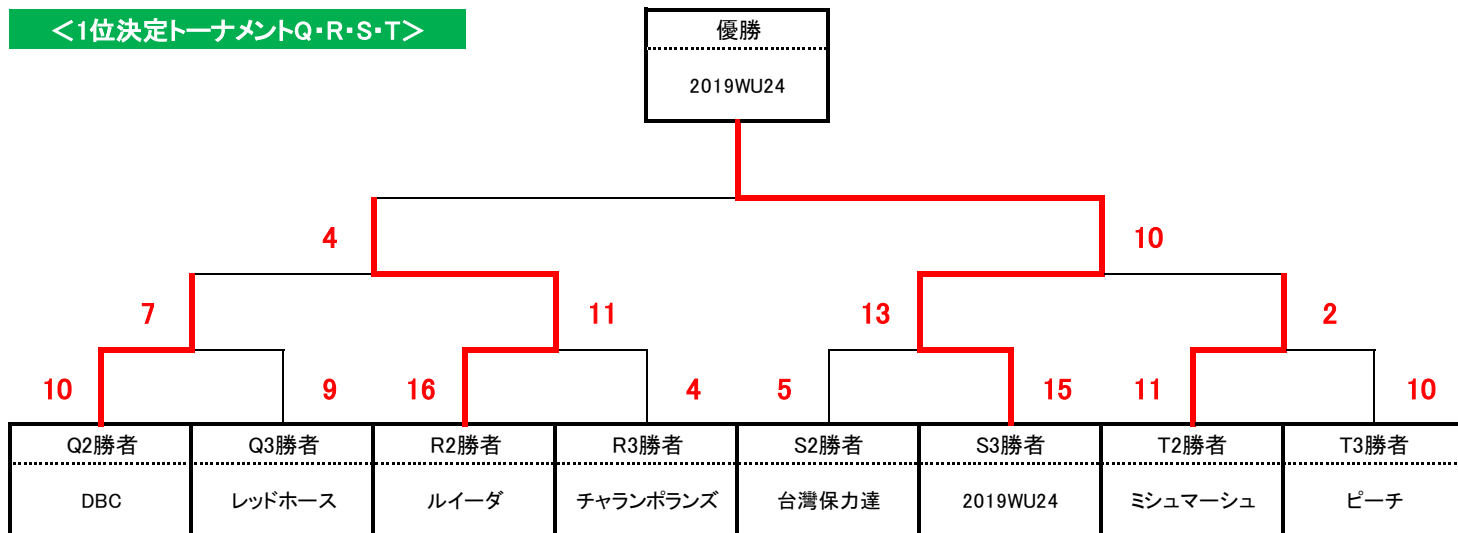 ＜1位決定トーナメントQ・R・S・T＞
優勝
2019WU24
4 10
7 11 13 2
10 9 16 4 5 15 11 10
Q2勝者 Q3勝者 R2勝者 R3勝者 S2勝者 S3勝者 T2勝者 T3勝者
DBC レッドホース ルイーダ チャランポランズ 台灣保力達 2019WU24 ミシュマーシュ ピーチ